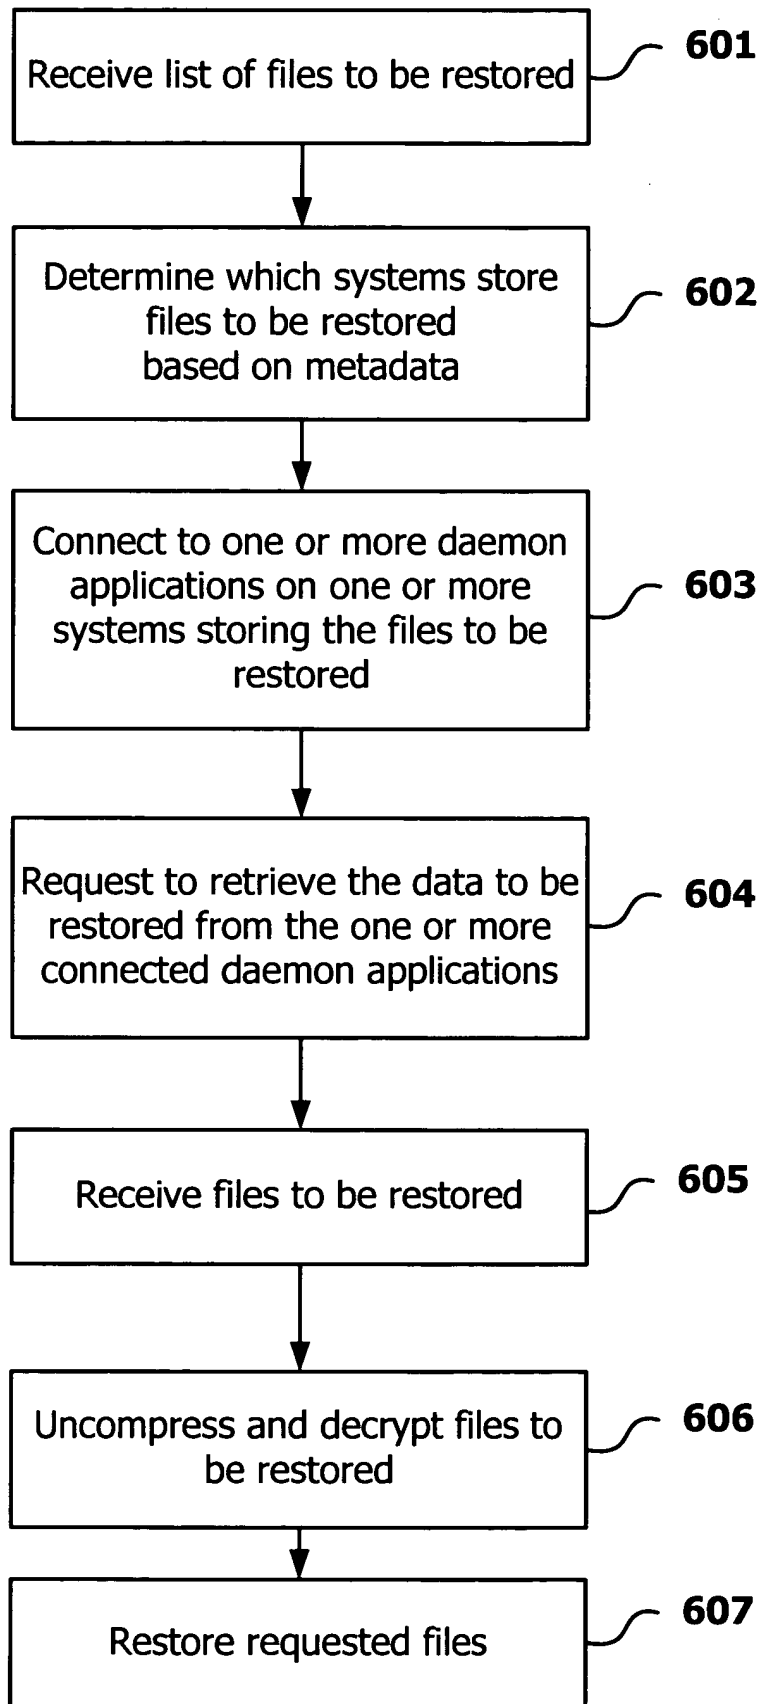 Receive list of files to be restored
601
Determine which systems store
files to be restored
based on metadata
602
Connect to one or more daemon
applications on one or more
systems storing the files to be
restored
603
Request to retrieve the data to be
restored from the one or more
connected daemon applications
604
Receive files to be restored
605
Uncompress and decrypt files to
be restored
606
Restore requested files
607